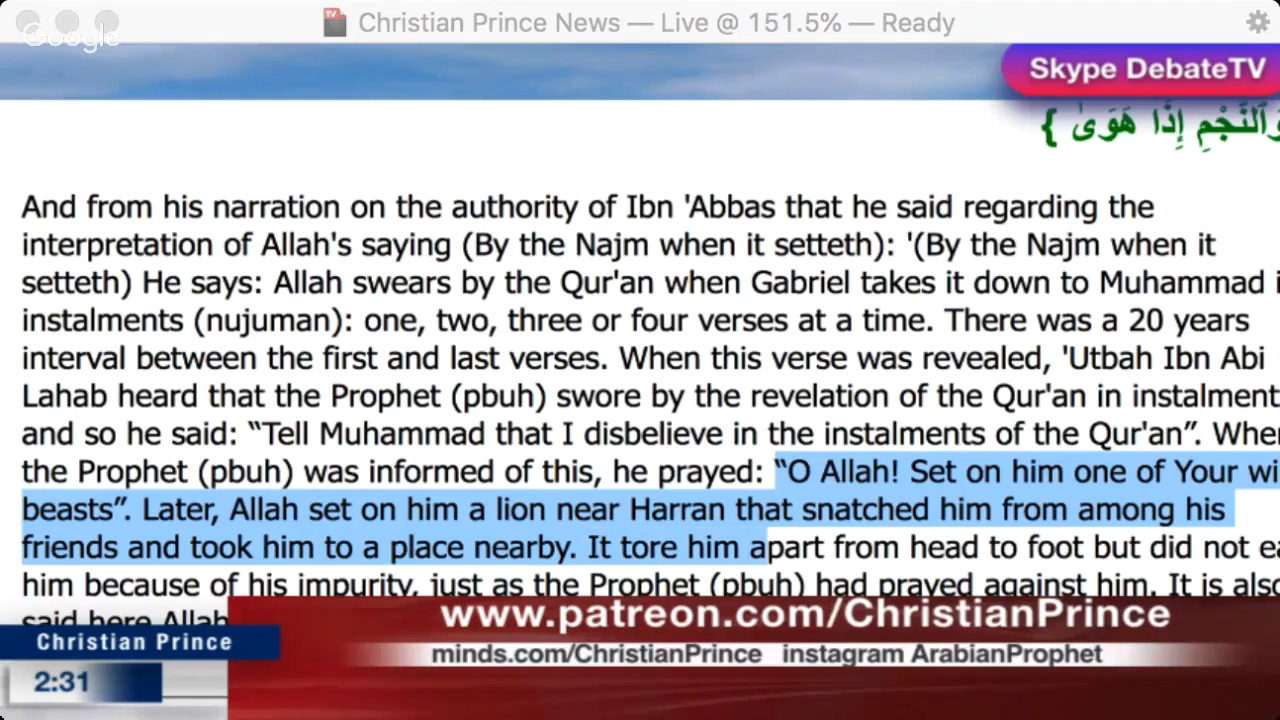 Christian Prince News — Live @ 151.5% — Ready
Google
TV
Skype DebateTV
وَٱلنَّجْمِ إِذَا هَوَىٰ }
And from his narration on the authority of Ibn 'Abbas that he said regarding the
interpretation of Allah's saying (By the Najm when it setteth): '(By the Najm when it
setteth) He says: Allah swears by the Qur'an when Gabriel takes it down to Muhammad i
instalments (nujuman): one, two, three or four verses at a time. There was a 20 years
interval between the first and last verses. When this verse was revealed, 'Utbah Ibn Abi
Lahab heard that the Prophet (pbuh) swore by the revelation of the Qur'an in instalment
and so he said: “Tell Muhammad that I disbelieve in the instalments of the Qur'an”. When
the Prophet (pbuh) was informed of this, he prayed: “O Allah! Set on him one of Your wi
beasts”. Later, Allah set on him a lion near Harran that snatched him from among his
friends and took him to a place nearby. It tore him apart from head to foot but did not ea
him because of his impurity, just as the Prophet (pbuh) had prayed against him. It is also
said here Allah
www.patreon.com/ChristianPrince
Christian Prince
minds.com/ChristianPrince instagram ArabianProphet
2:31